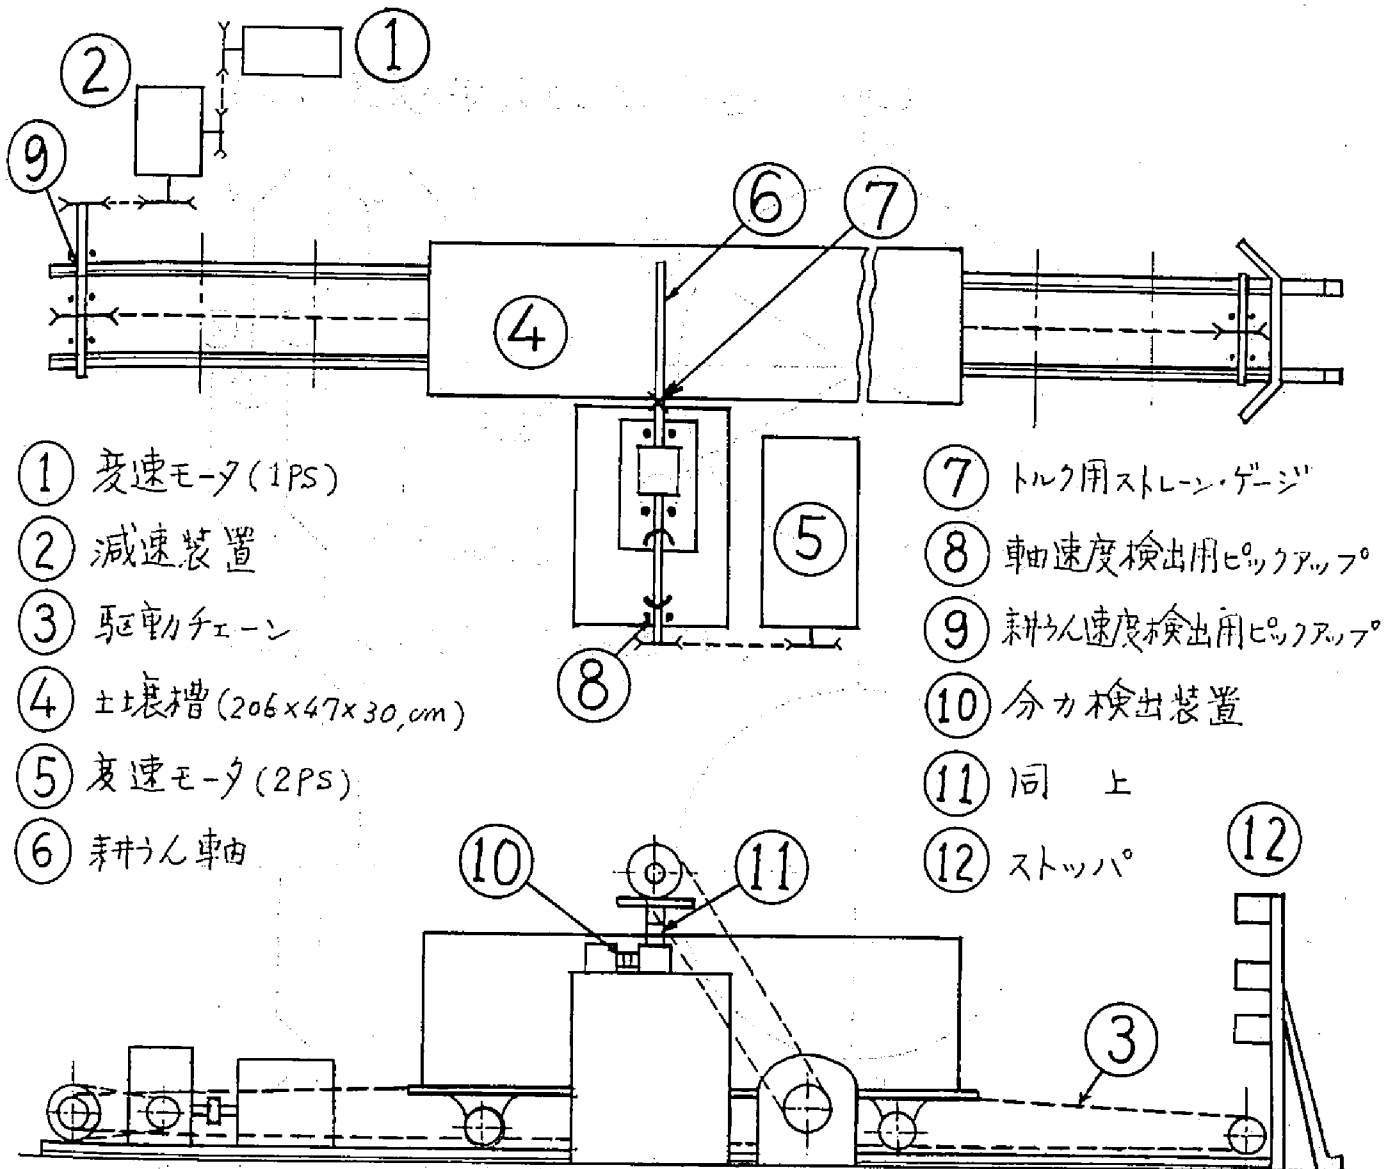 ① ② ⑨ ⑥ ⑦ ④ ⑤ ⑧
① 変速モータ(1PS)
② 減速装置
③ 駆動チェーン
④ 土壌槽(206×47×30,cm)
⑤ 変速モータ(2PS)
⑥ 耕うん軸
⑦ トルク用ストレーン・ゲージ
⑧ 軸速度検出用ピックアップ
⑨ 耕うん速度検出用ピックアップ
⑩ 分力検出装置
⑪ 同 上
⑫ ストッパ
⑩ ⑪ ⑫ ③